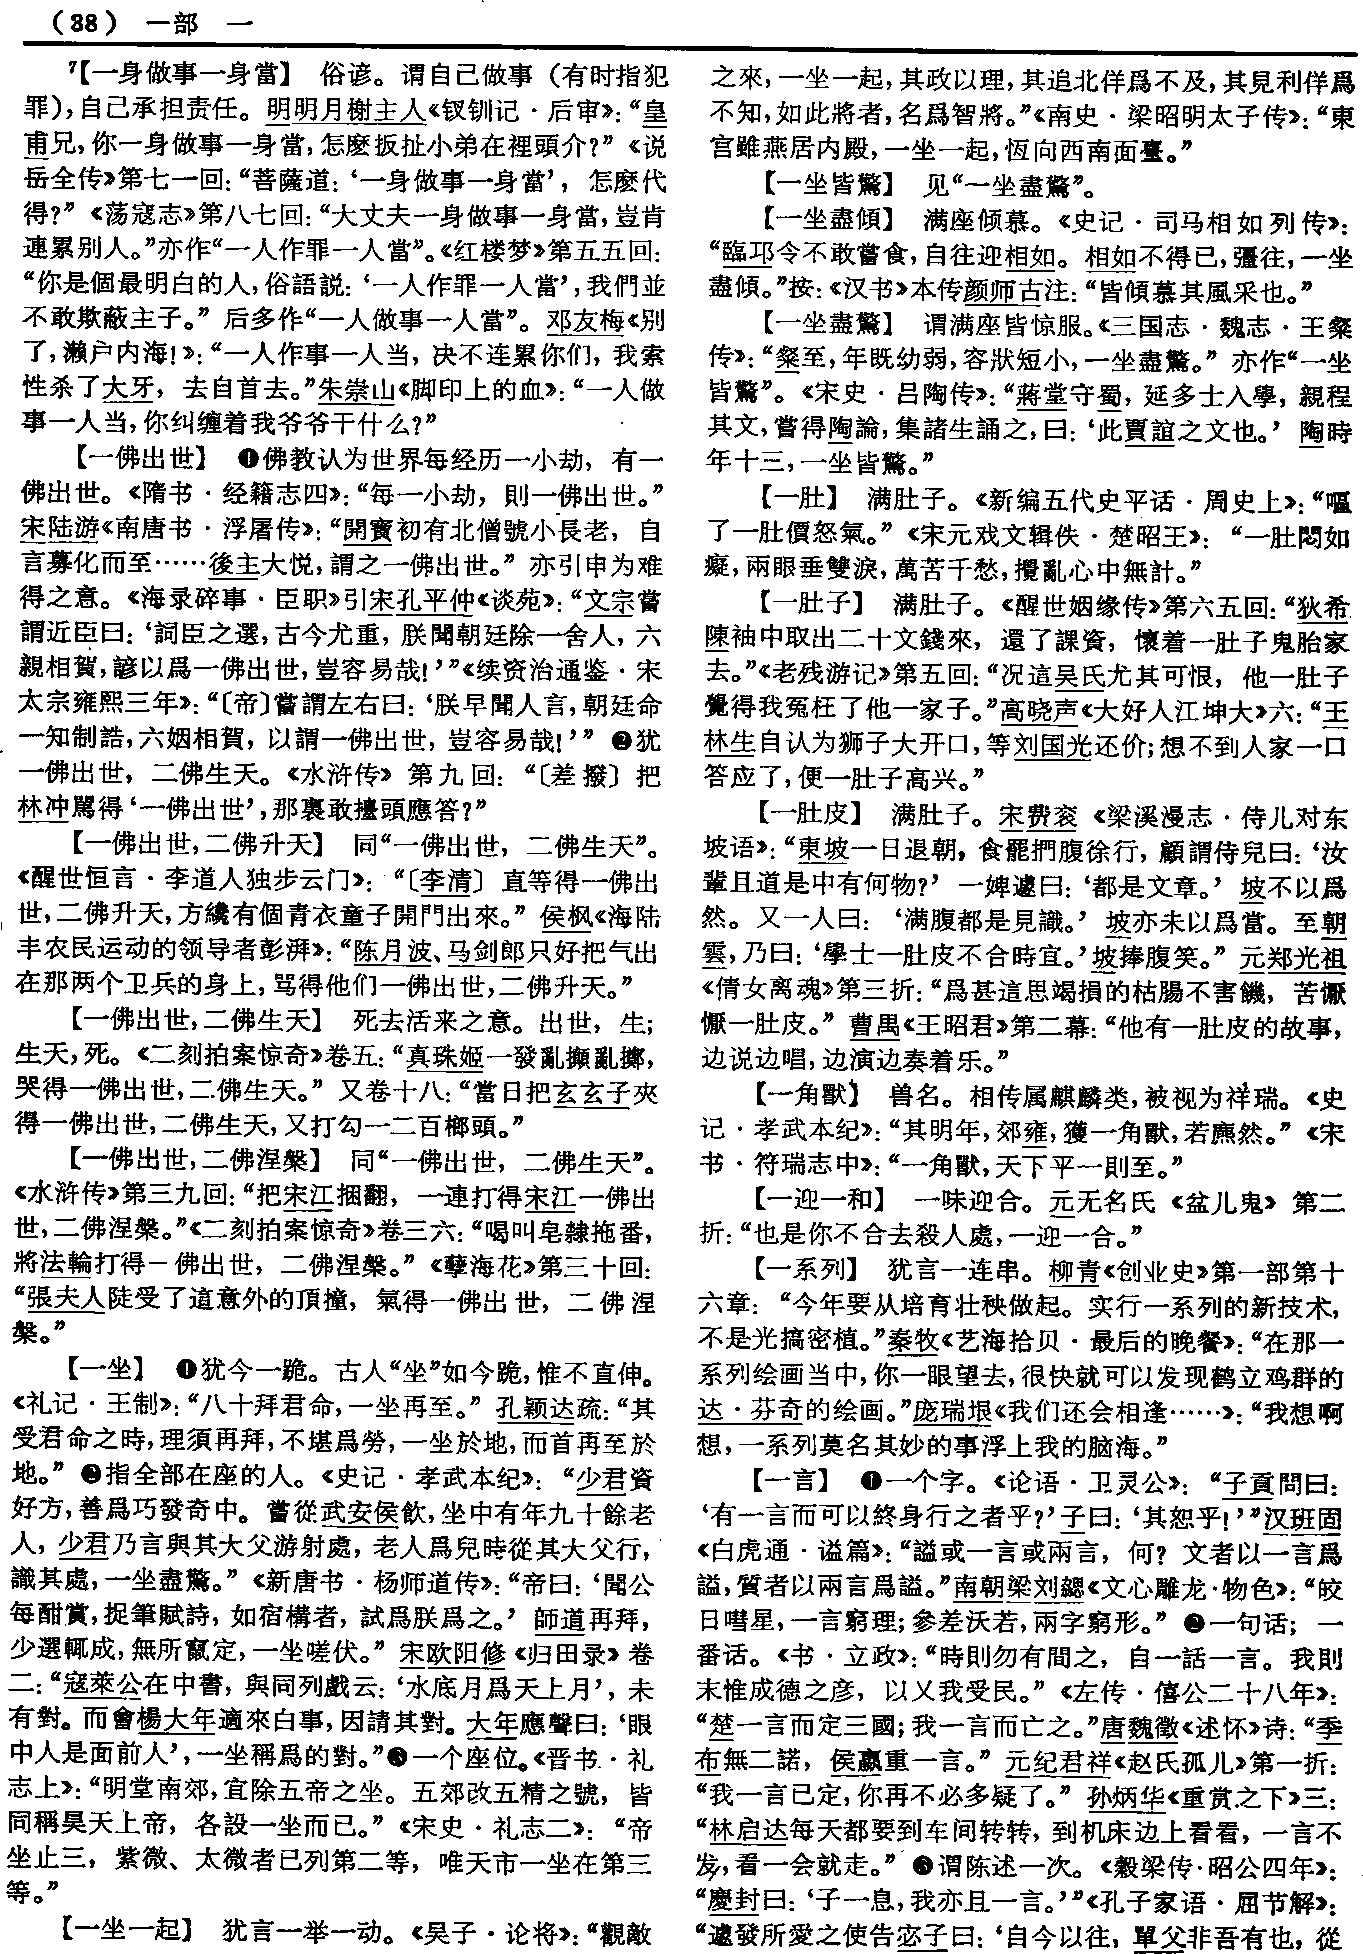 （38） 一部 一
⁷【一身做事一身當】 俗谚。谓自己做事（有时指犯
罪），自己承担责任。明明月榭主人《钗钏记·后审》：“皇
甫兄，你一身做事一身當，怎麽扳扯小弟在裡頭介？”《说
岳全传》第七一回：“菩薩道：‘一身做事一身當’，怎麽代
得？”《荡寇志》第八七回：“大丈夫一身做事一身當，豈肯
連累别人。”亦作“一人作罪一人當”。《红楼梦》第五五回：
“你是個最明白的人，俗語説：‘一人作罪一人當’，我們並
不敢欺蔽主子。”后多作“一人做事一人當”。邓友梅《别
了，濑户内海！》：“一人作事一人当，决不连累你们，我索
性杀了大牙，去自首去。”朱崇山《脚印上的血》：“一人做
事一人当，你纠缠着我爷爷干什么？”
【一佛出世】 ❶佛教认为世界每经历一小劫，有一
佛出世。《隋书·经籍志四》：“每一小劫，則一佛出世。”
宋陆游《南唐书·浮屠传》：“開寶初有北僧號小長老，自
言募化而至……後主大悦，謂之一佛出世。”亦引申为难
得之意。《海录碎事·臣职》引宋孔平仲《谈苑》：“文宗嘗
謂近臣曰：‘詞臣之選，古今尤重，朕聞朝廷除一舍人，六
親相賀，諺以爲一佛出世，豈容易哉！’”《续资治通鉴·宋
太宗雍熙三年》：“〔帝〕嘗謂左右曰：‘朕早聞人言，朝廷命
一知制誥，六姻相賀，以謂一佛出世，豈容易哉！’”❷犹
一佛出世，二佛生天。《水浒传》第九回：“〔差撥〕把
林冲駡得‘一佛出世’，那裏敢擡頭應答？”
【一佛出世，二佛升天】 同“一佛出世，二佛生天”。
《醒世恒言·李道人独步云门》：“〔李清〕直等得一佛出
世，二佛升天，方纔有個青衣童子開門出來。”侯枫《海陆
丰农民运动的领导者彭湃》：“陈月波、马剑郎只好把气出
在那两个卫兵的身上，骂得他们一佛出世，二佛升天。”
【一佛出世，二佛生天】 死去活来之意。出世，生；
生天，死。《二刻拍案惊奇》卷五：“真珠姬一發亂攧亂擲，
哭得一佛出世，二佛生天。”又卷十八：“當日把玄玄子夾
得一佛出世，二佛生天，又打勾一二百榔頭。”
【一佛出世，二佛涅槃】 同“一佛出世，二佛生天”。
《水浒传》第三九回：“把宋江捆翻，一連打得宋江一佛出
世，二佛涅槃。”《二刻拍案惊奇》卷三六：“喝叫皂隸拖番，
將法輪打得一佛出世，二佛涅槃。”《孽海花》第三十回：
“張夫人陡受了這意外的頂撞，氣得一佛出世，二佛涅
槃。”
【一坐】 ❶犹今一跪。古人“坐”如今跪，惟不直伸。
《礼记·王制》：“八十拜君命，一坐再至。”孔颖达疏：“其
受君命之時，理須再拜，不堪爲勞，一坐於地，而首再至於
地。”❷指全部在座的人。《史记·孝武本纪》：“少君資
好方，善爲巧發奇中。嘗從武安侯飲，坐中有年九十餘老
人，少君乃言與其大父游射處，老人爲兒時從其大父行，
識其處，一坐盡驚。”《新唐书·杨师道传》：“帝曰：‘聞公
每酣賞，捉筆賦詩，如宿構者，試爲朕爲之。’師道再拜，
少選輒成，無所竄定，一坐嗟伏。”宋欧阳修《归田录》卷
二：“寇萊公在中書，與同列戲云：‘水底月爲天上月’，未
有對。而會楊大年適來白事，因請其對。大年應聲曰：‘眼
中人是面前人’，一坐稱爲的對。”❸一个座位。《晋书·礼
志上》：“明堂南郊，宜除五帝之坐。五郊改五精之號，皆
同稱昊天上帝，各設一坐而已。”《宋史·礼志二》：“帝
坐止三，紫微、太微者已列第二等，唯天市一坐在第三
等。”
【一坐一起】 犹言一举一动。《吴子·论将》：“觀敵
之來，一坐一起，其政以理，其追北佯爲不及，其見利佯爲
不知，如此將者，名爲智將。”《南史·梁昭明太子传》：“東
宫雖燕居内殿，一坐一起，恆向西南面臺。”
【一坐皆驚】 见“一坐盡驚”。
【一坐盡傾】 满座倾慕。《史记·司马相如列传》：
“臨邛令不敢嘗食，自往迎相如。相如不得已，彊往，一坐
盡傾。”按：《汉书》本传颜师古注：“皆傾慕其風采也。”
【一坐盡驚】 谓满座皆惊服。《三国志·魏志·王粲
传》：“粲至，年既幼弱，容狀短小，一坐盡驚。”亦作“一坐
皆驚”。《宋史·吕陶传》：“蔣堂守蜀，延多士入學，親程
其文，嘗得陶論，集諸生誦之，曰：‘此賈誼之文也。’陶時
年十三，一坐皆驚。”
【一肚】 满肚子。《新编五代史平话·周史上》：“嘔
了一肚價怒氣。”《宋元戏文辑佚·楚昭王》：“一肚悶如
癡，兩眼垂雙淚，萬苦千愁，攪亂心中無計。”
【一肚子】 满肚子。《醒世姻缘传》第六五回：“狄希
陳袖中取出二十文錢來，還了課資，懷着一肚子鬼胎家
去。”《老残游记》第五回：“况這吴氏尤其可恨，他一肚子
覺得我冤枉了他一家子。”高晓声《大好人江坤大》六：“王
林生自认为狮子大开口，等刘国光还价；想不到人家一口
答应了，便一肚子高兴。”
【一肚皮】 满肚子。宋费衮《梁溪漫志·侍儿对东
坡语》：“東坡一日退朝，食罷捫腹徐行，顧謂侍兒曰：‘汝
輩且道是中有何物？’一婢遽曰：‘都是文章。’坡不以爲
然。又一人曰：‘满腹都是見識。’坡亦未以爲當。至朝
雲，乃曰：‘學士一肚皮不合時宜。’坡捧腹笑。”元郑光祖
《倩女离魂》第三折：“爲甚這思竭損的枯腸不害饑，苦懨
懨一肚皮。”曹禺《王昭君》第二幕：“他有一肚皮的故事，
边说边唱，边演边奏着乐。”
【一角獸】 兽名。相传属麒麟类，被视为祥瑞。《史
记·孝武本纪》：“其明年，郊雍，獲一角獸，若麃然。”《宋
书·符瑞志中》：“一角獸，天下平一則至。”
【一迎一和】 一味迎合。元无名氏《盆儿鬼》第二
折：“也是你不合去殺人處，一迎一合。”
【一系列】 犹言一连串。柳青《创业史》第一部第十
六章：“今年要从培育壮秧做起。实行一系列的新技术，
不是光搞密植。”秦牧《艺海拾贝·最后的晚餐》：“在那一
系列绘画当中，你一眼望去，很快就可以发现鹤立鸡群的
达·芬奇的绘画。”庞瑞垠《我们还会相逢……》：“我想啊
想，一系列莫名其妙的事浮上我的脑海。”
【一言】 ❶一个字。《论语·卫灵公》：“子貢問曰：
‘有一言而可以終身行之者乎？’子曰：‘其恕乎！’”汉班固
《白虎通·谥篇》：“謚或一言或兩言，何？文者以一言爲
謚，質者以兩言爲謚。”南朝梁刘勰《文心雕龙·物色》：“皎
日嘒星，一言窮理；參差沃若，兩字窮形。”❷一句话；一
番话。《书·立政》：“時則勿有間之，自一話一言。我則
末惟成德之彦，以乂我受民。”《左传·僖公二十八年》：
“楚一言而定三國；我一言而亡之。”唐魏徵《述怀》诗：“季
布無二諾，侯嬴重一言。”元纪君祥《赵氏孤儿》第一折：
“我一言已定，你再不必多疑了。”孙炳华《重赏之下》三：
“林启达每天都要到车间转转，到机床边上看看，一言不
发，看一会就走。”❸谓陈述一次。《穀梁传·昭公四年》：
“慶封曰：‘子一息，我亦且一言。’”《孔子家语·屈节解》：
“遽發所愛之使告宓子曰：‘自今以往，單父非吾有也，從